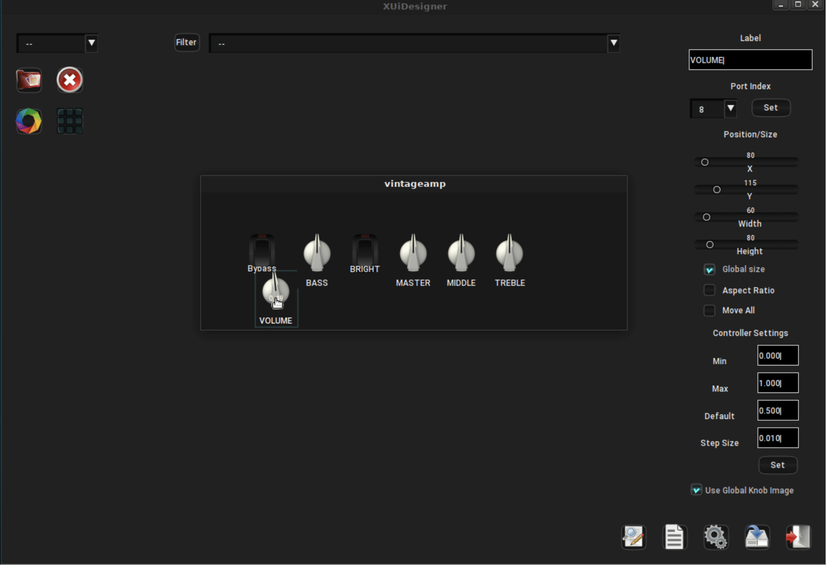 XUiDesigner
--
Filter
--
Label
VOLUME
Port Index
8
Set
Position/Size
80
X
115
Y
60
Width
80
Height
Global size
Aspect Ratio
Move All
Controller Settings
Min 0.000
Max 1.000
Default 0.500
Step Size 0.010
Set
Use Global Knob Image
vintageamp
Bypass
BASS
BRIGHT
MASTER
MIDDLE
TREBLE
VOLUME